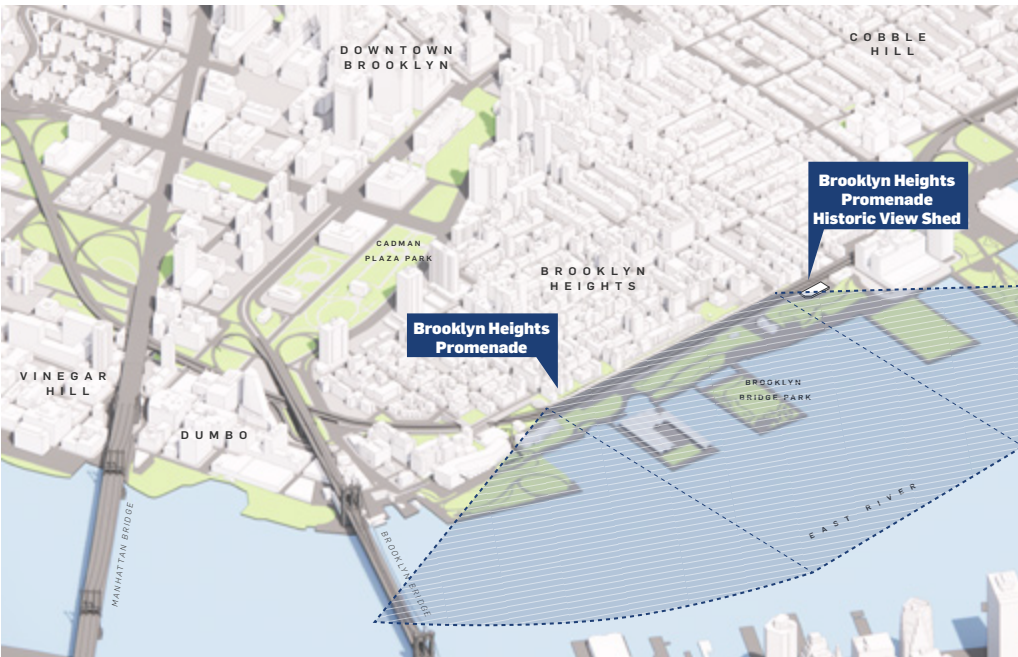 DOWNTOWN
BROOKLYN
COBBLE
HILL
Brooklyn Heights
Promenade
Historic View Shed
CADMAN
PLAZA PARK
BROOKLYN
HEIGHTS
Brooklyn Heights
Promenade
VINEGAR
HILL
BROOKLYN
BRIDGE PARK
DUMBO
EAST RIVER
MANHATTAN BRIDGE
BROOKLYN BRIDGE